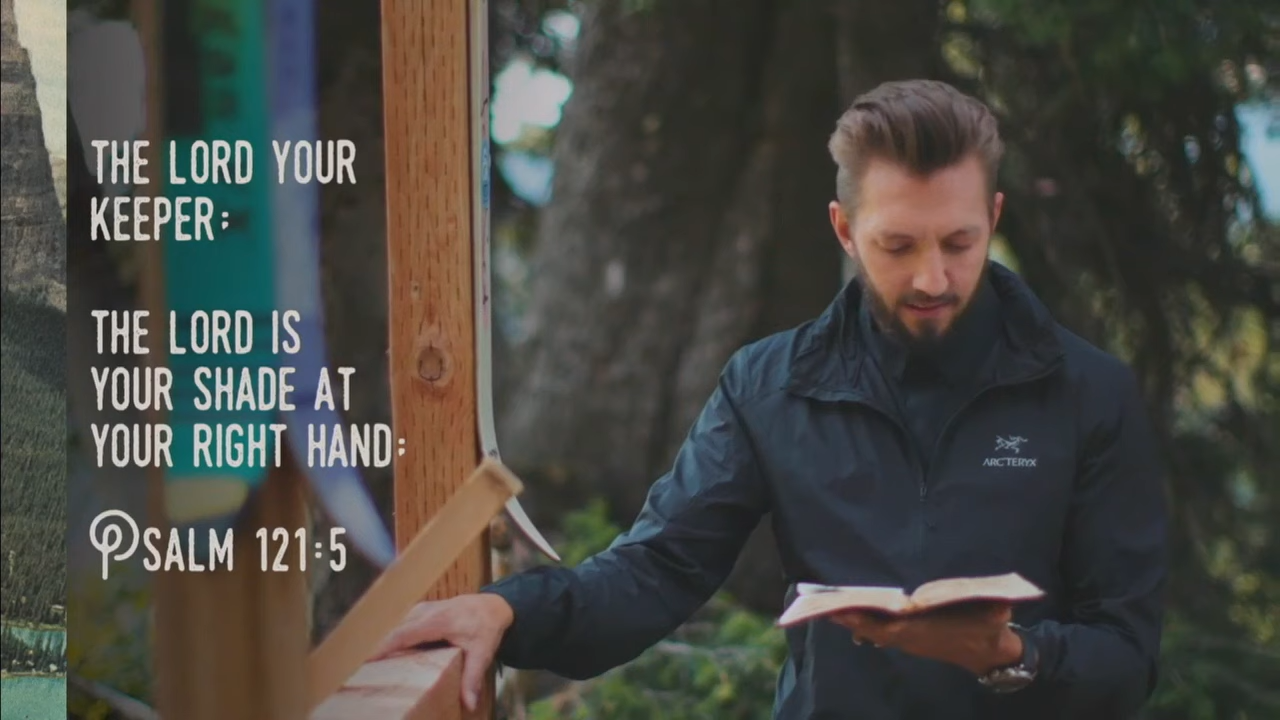 THE LORD YOUR
KEEPER:
THE LORD IS
YOUR SHADE AT
YOUR RIGHT HAND:
PSALM 121:5
ARC'TERYX